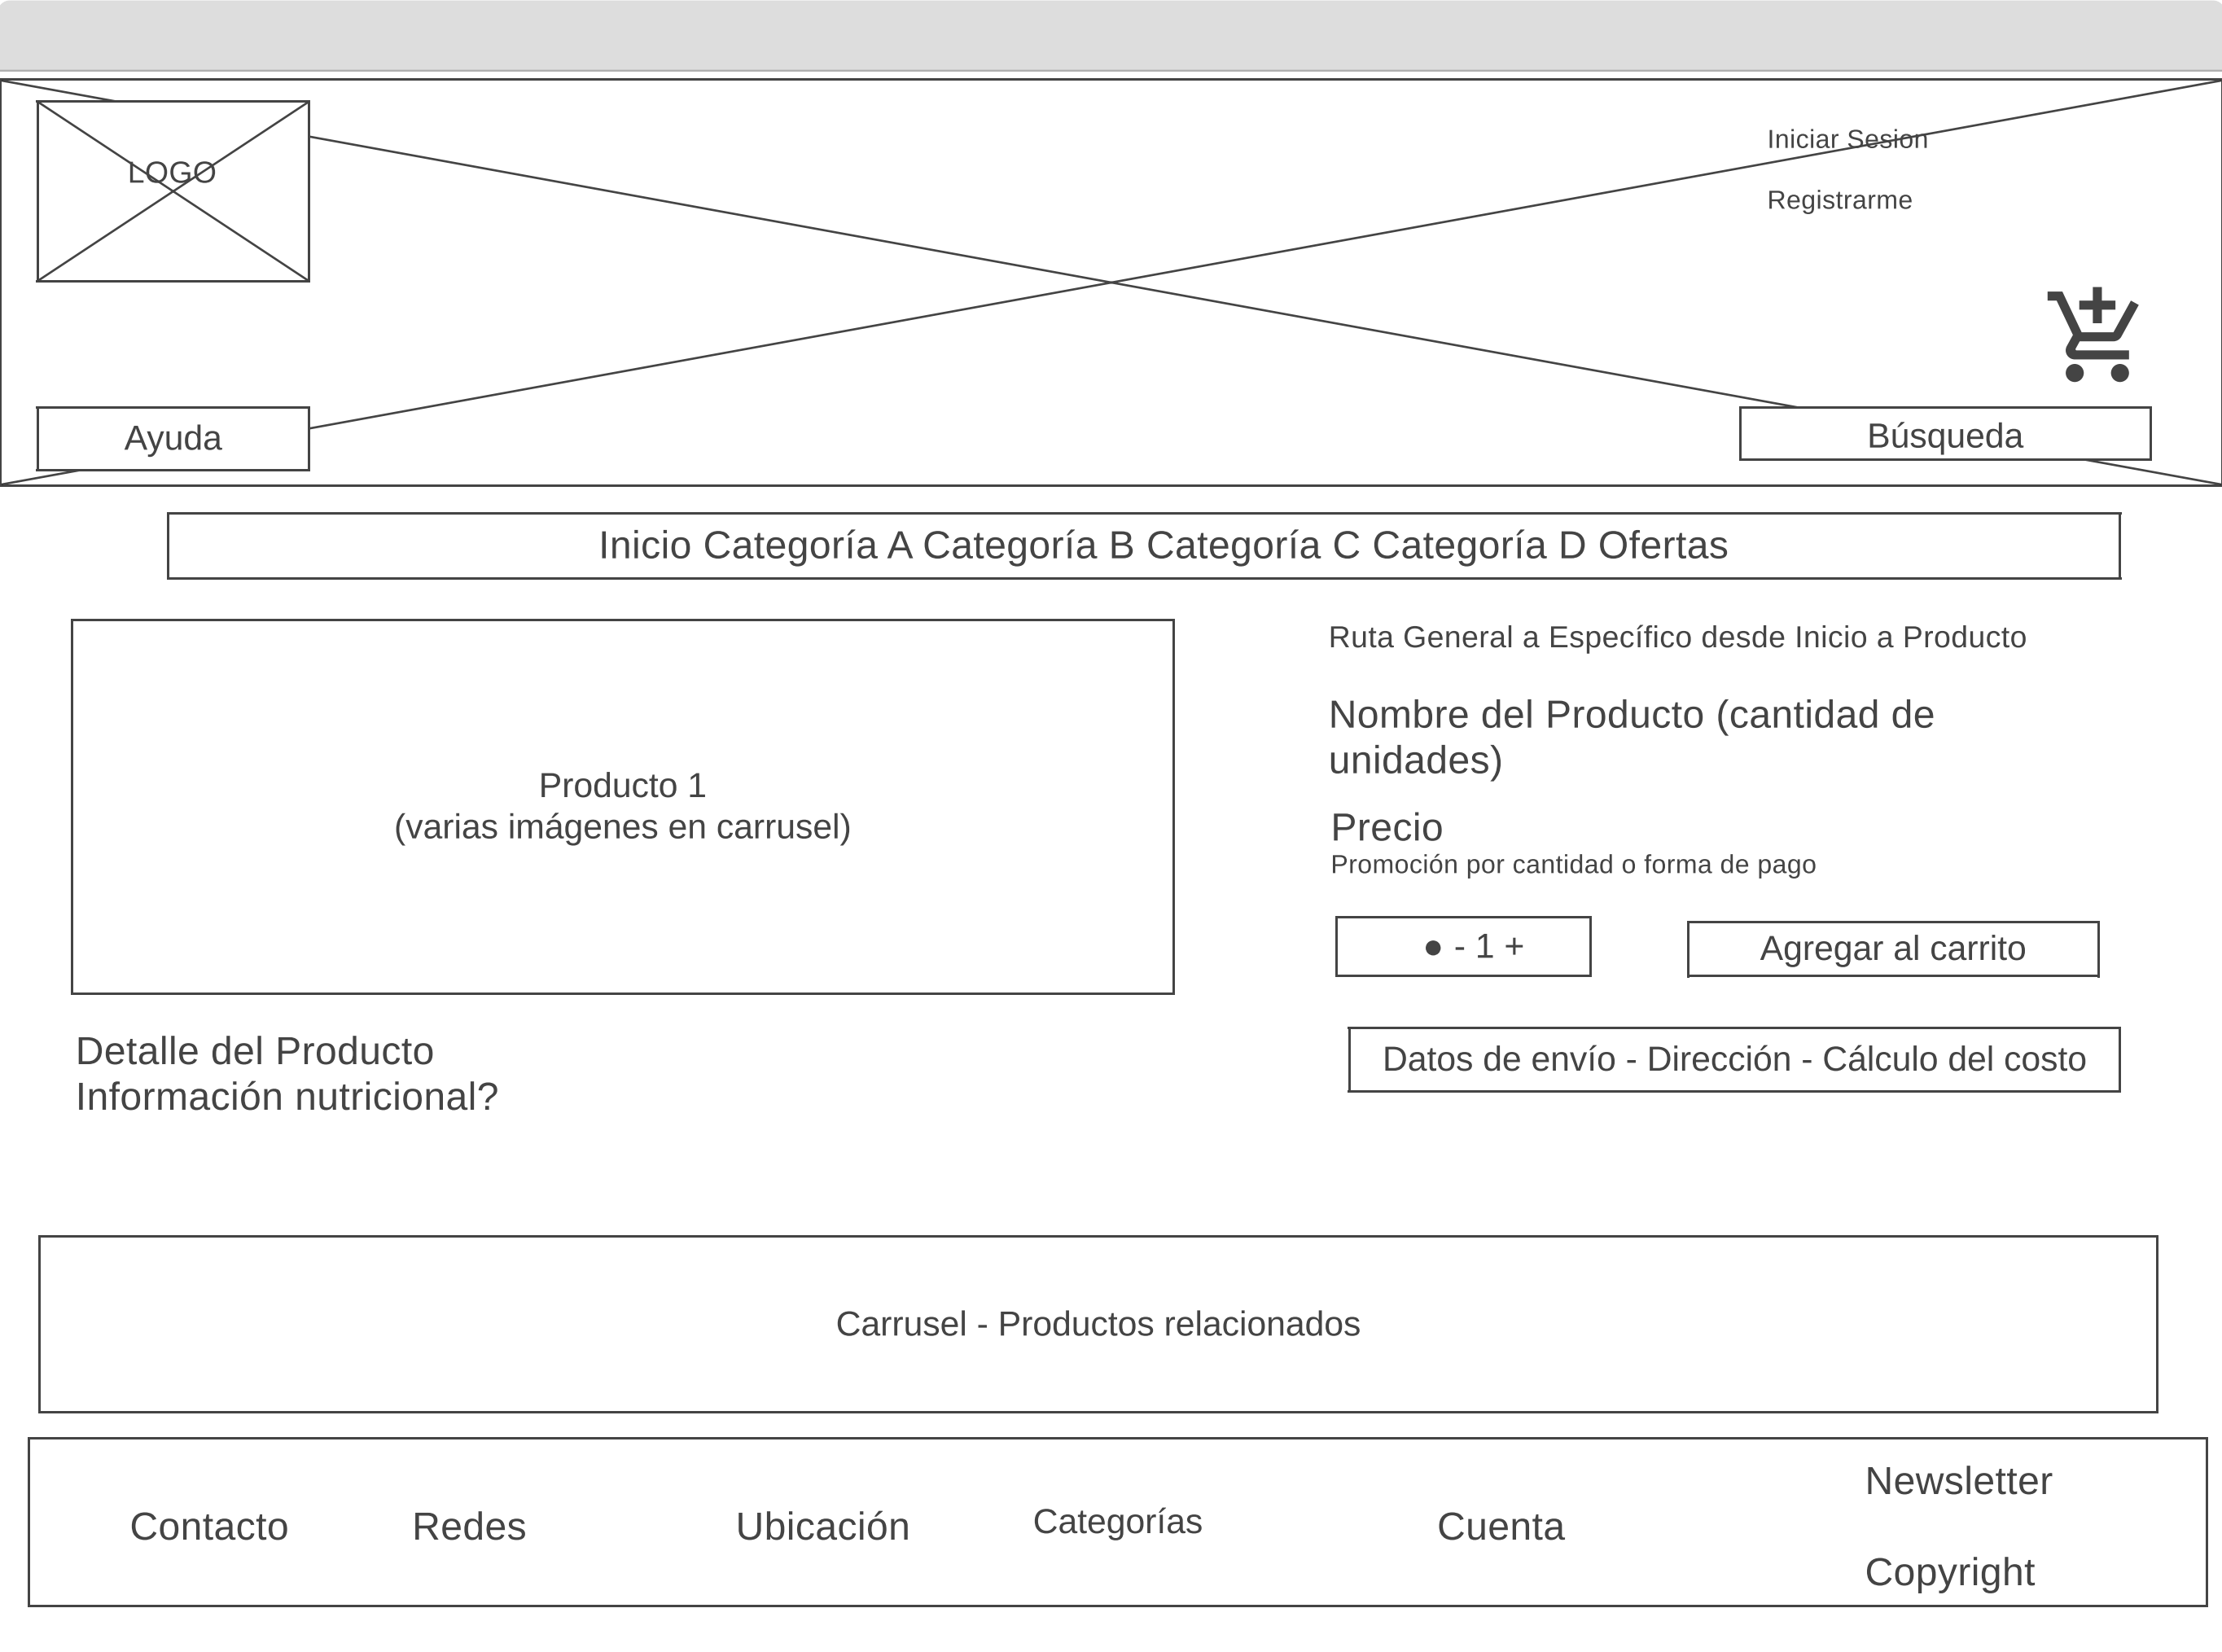 LOGO
Iniciar Sesion
Registrarme
Ayuda
Búsqueda
Inicio Categoría A Categoría B Categoría C Categoría D Ofertas
Producto 1
(varias imágenes en carrusel)
Ruta General a Específico desde Inicio a Producto
Nombre del Producto (cantidad de
unidades)
Precio
Promoción por cantidad o forma de pago
● - 1 +
Agregar al carrito
Datos de envío - Dirección - Cálculo del costo
Detalle del Producto
Información nutricional?
Carrusel - Productos relacionados
Contacto
Redes
Ubicación
Categorías
Cuenta
Newsletter
Copyright